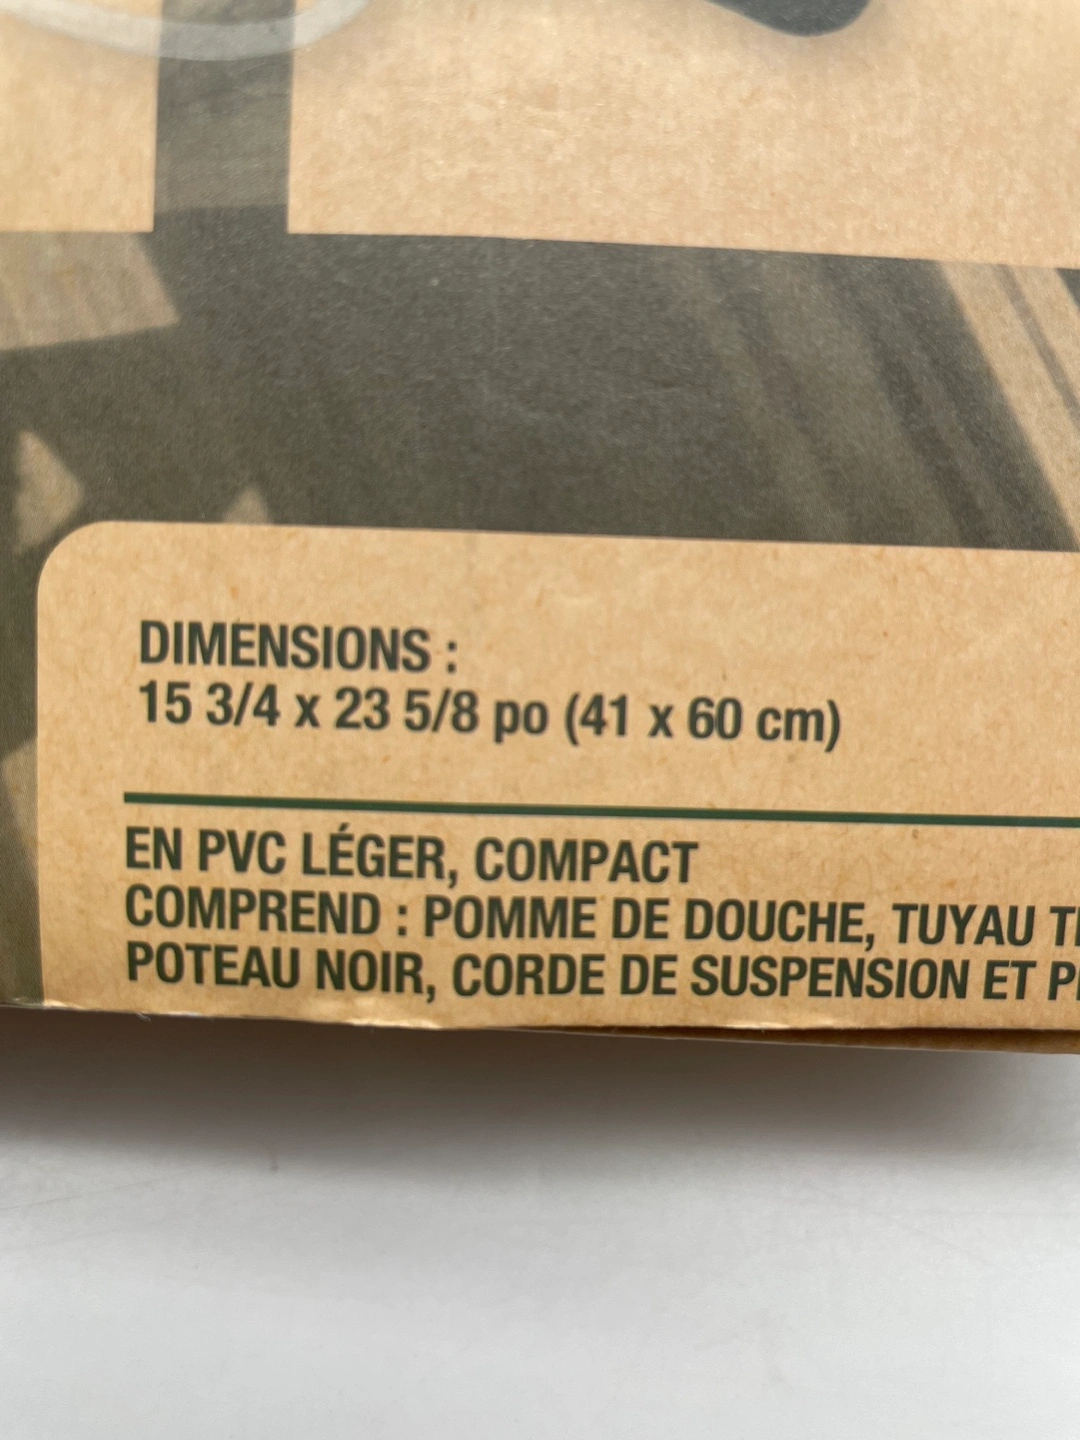 DIMENSIONS :
15 3/4 x 23 5/8 po (41 x 60 cm)
EN PVC LÉGER, COMPACT
COMPREND : POMME DE DOUCHE, TUYAU
POTEAU NOIR, CORDE DE SUSPENSION ET